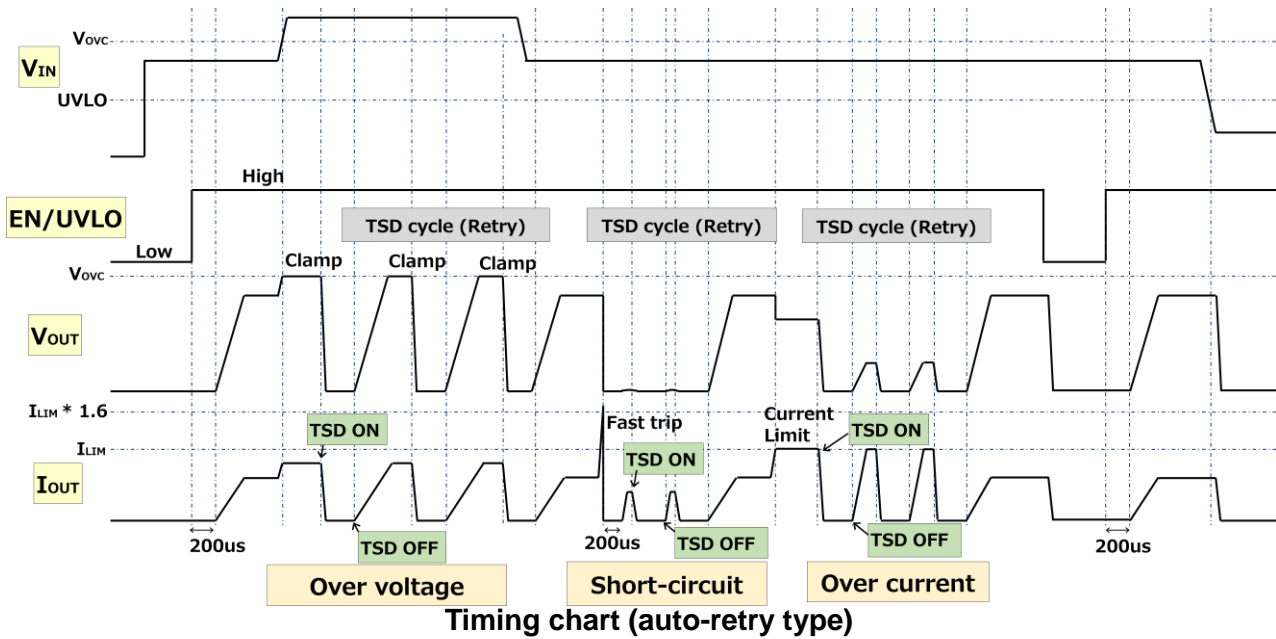 VOVC
VIN
UVLO
High
EN/UVLO
TSD cycle (Retry)
TSD cycle (Retry)
TSD cycle (Retry)
Low
VOVC
Clamp
Clamp
Clamp
VOUT
ILIM * 1.6
Fast trip
Current
Limit
TSD ON
TSD ON
ILIM
TSD ON
IOUT
200us
TSD OFF
200us
TSD OFF
TSD OFF
200us
Over voltage
Short-circuit
Over current
Timing chart (auto-retry type)